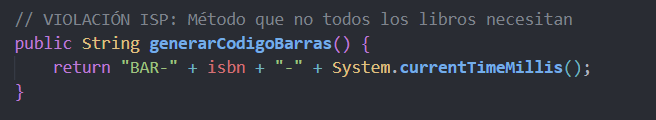 // VIOLACIÓN ISP: Método que no todos los libros necesitan
public String generarCodigoBarras() {
    return "BAR-" + isbn + "-" + System.currentTimeMillis();
}